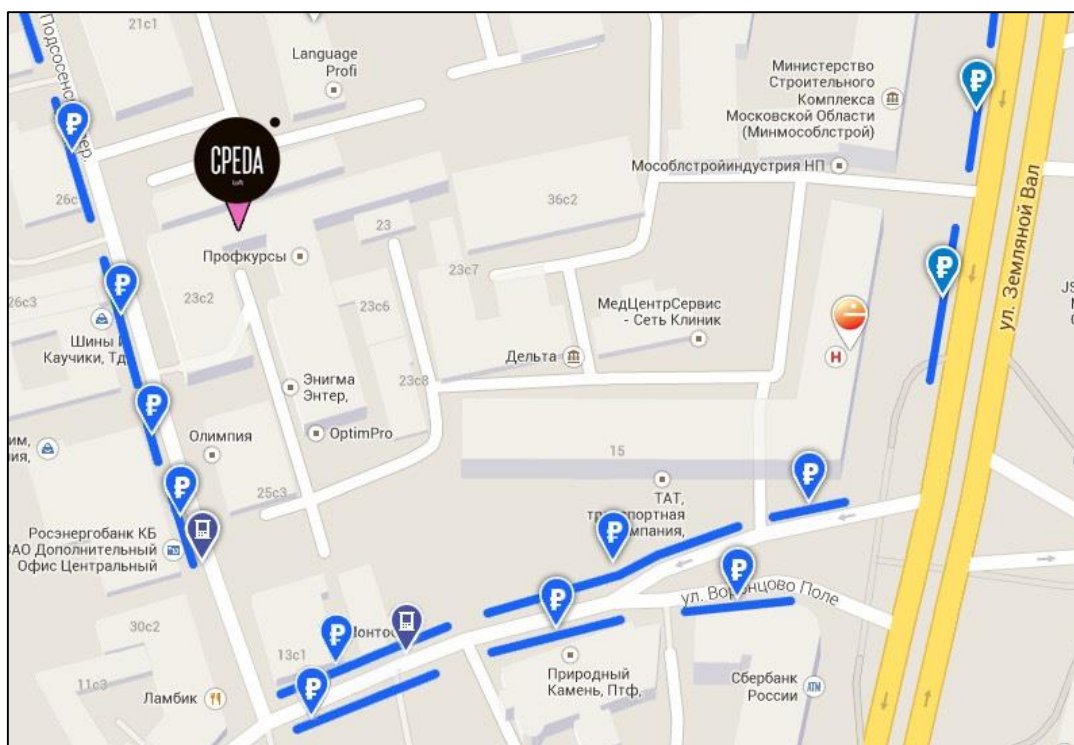 21с1
Подсосенский пер.
Language
Profi
Министерство
Строительного
Комплекса
Московской Области
(Минмособлстрой)
₽
₽
СРЕДА
Loft
Мособлстройиндустрия НП
26с
36с2
23
ул. Земляной Вал
Профкурсы
23с7
₽
₽
26с3
23с2
23с6
МедЦентрСервис
- Сеть Клиник
Шины И
Каучики, Тд,
Дельта
H
23с8
Энигма
Энтер,
₽
OptimPro
Олимпия
15
₽
25с3
ТАТ,
транспортная
компания,
₽
₽
Росэнергобанк КБ
ЗАО Дополнительный
Офис Центральный
₽
ул. Воронцово Поле
₽
30с2
₽
13с1
11с3
₽
Природный
Камень, Птф,
Сбербанк
России
ATM
Ламбик